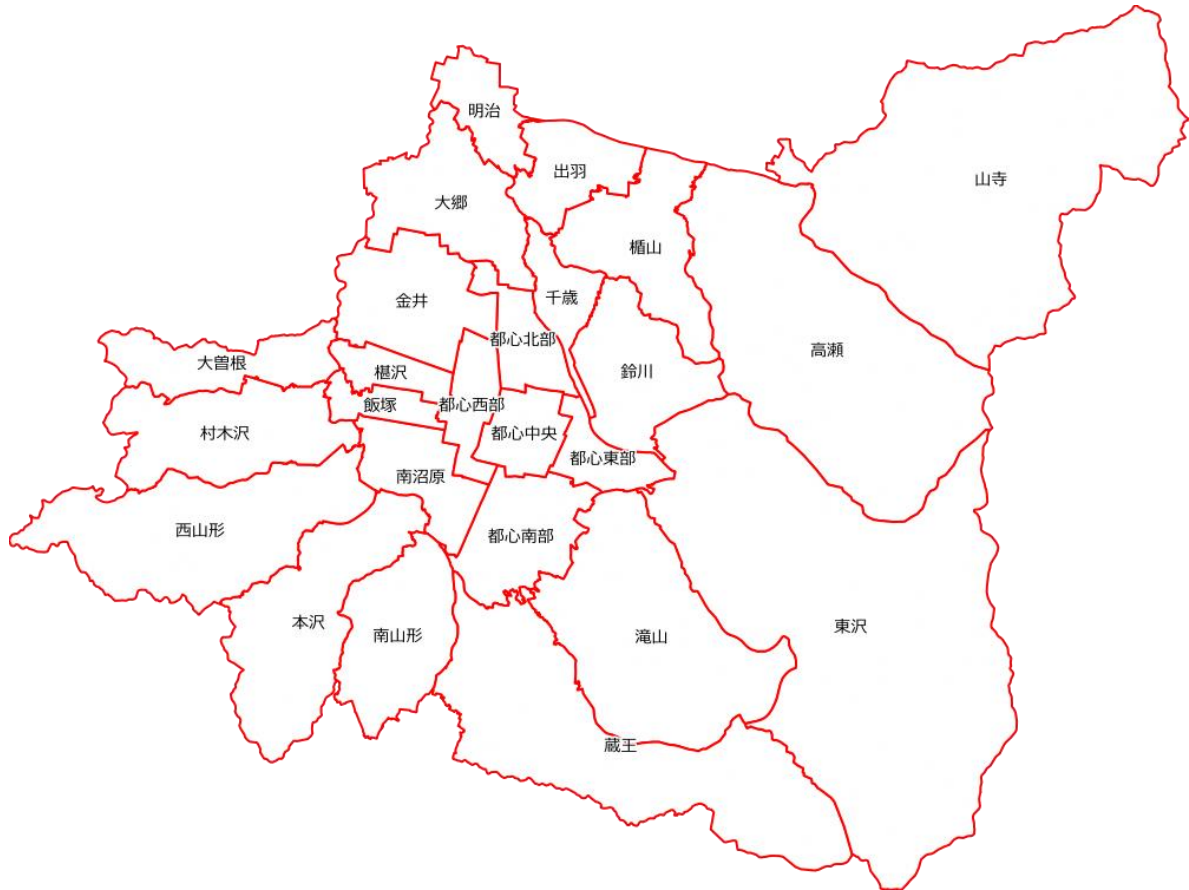 明治
出羽
山寺
大郷
楯山
金井
千歳
都心北部
高瀬
大曽根
椹沢
鈴川
飯塚
都心西部
村木沢
都心中央
都心東部
南沼原
西山形
都心南部
本沢
南山形
滝山
東沢
蔵王